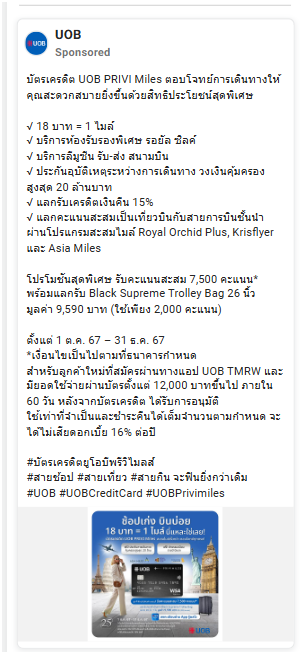 UOB
Sponsored
บัตรเครดิต UOB PRIVI Miles ตอบโจทย์การเดินทางให้
คุณสะดวกสบายยิ่งขึ้นด้วยสิทธิประโยชน์สุดพิเศษ
√ 18 บาท = 1 ไมล์
√ บริการห้องรับรองพิเศษ รอยัล ซิลค์
√ บริการลีมูซีน รับ-ส่ง สนามบิน
√ ประกันอุบัติเหตุระหว่างการเดินทาง วงเงินคุ้มครอง
สูงสุด 20 ล้านบาท
√ แลกรับเครดิตเงินคืน 15%
√ แลกคะแนนสะสมเป็นเที่ยวบินกับสายการบินชั้นนำ
ผ่านโปรแกรมสะสมไมล์ Royal Orchid Plus, Krisflyer
และ Asia Miles
โปรโมชั่นสุดพิเศษ รับคะแนนสะสม 7,500 คะแนน*
พร้อมแลกรับ Black Supreme Trolley Bag 26 นิ้ว
มูลค่า 9,590 บาท (ใช้เพียง 2,000 คะแนน)
ตั้งแต่ 1 ต.ค. 67 – 31 ธ.ค. 67
*เงื่อนไขเป็นไปตามที่ธนาคารกำหนด
สำหรับลูกค้าใหม่ที่สมัครผ่านทางแอป UOB TMRW และ
มียอดใช้จ่ายผ่านบัตรตั้งแต่ 12,000 บาทขึ้นไป ภายใน
60 วัน หลังจากบัตรเครดิต ได้รับการอนุมัติ
ใช้เท่าที่จำเป็นและชำระคืนได้เต็มจำนวนตามกำหนด จะ
ได้ไม่เสียดอกเบี้ย 16% ต่อปี
#บัตรเครดิตยูโอบีพรีวิไมลส์
#สายช้อป #สายเที่ยว #สายกิน จะฟินยิ่งกว่าเดิม
#UOB #UOBCreditCard #UOBPrivimiles
ช้อปเก่ง บินบ่อย
18 บาท = 1 ไมล์ นี่แหละใช่เลย!
UOB
VISA
25
UOB